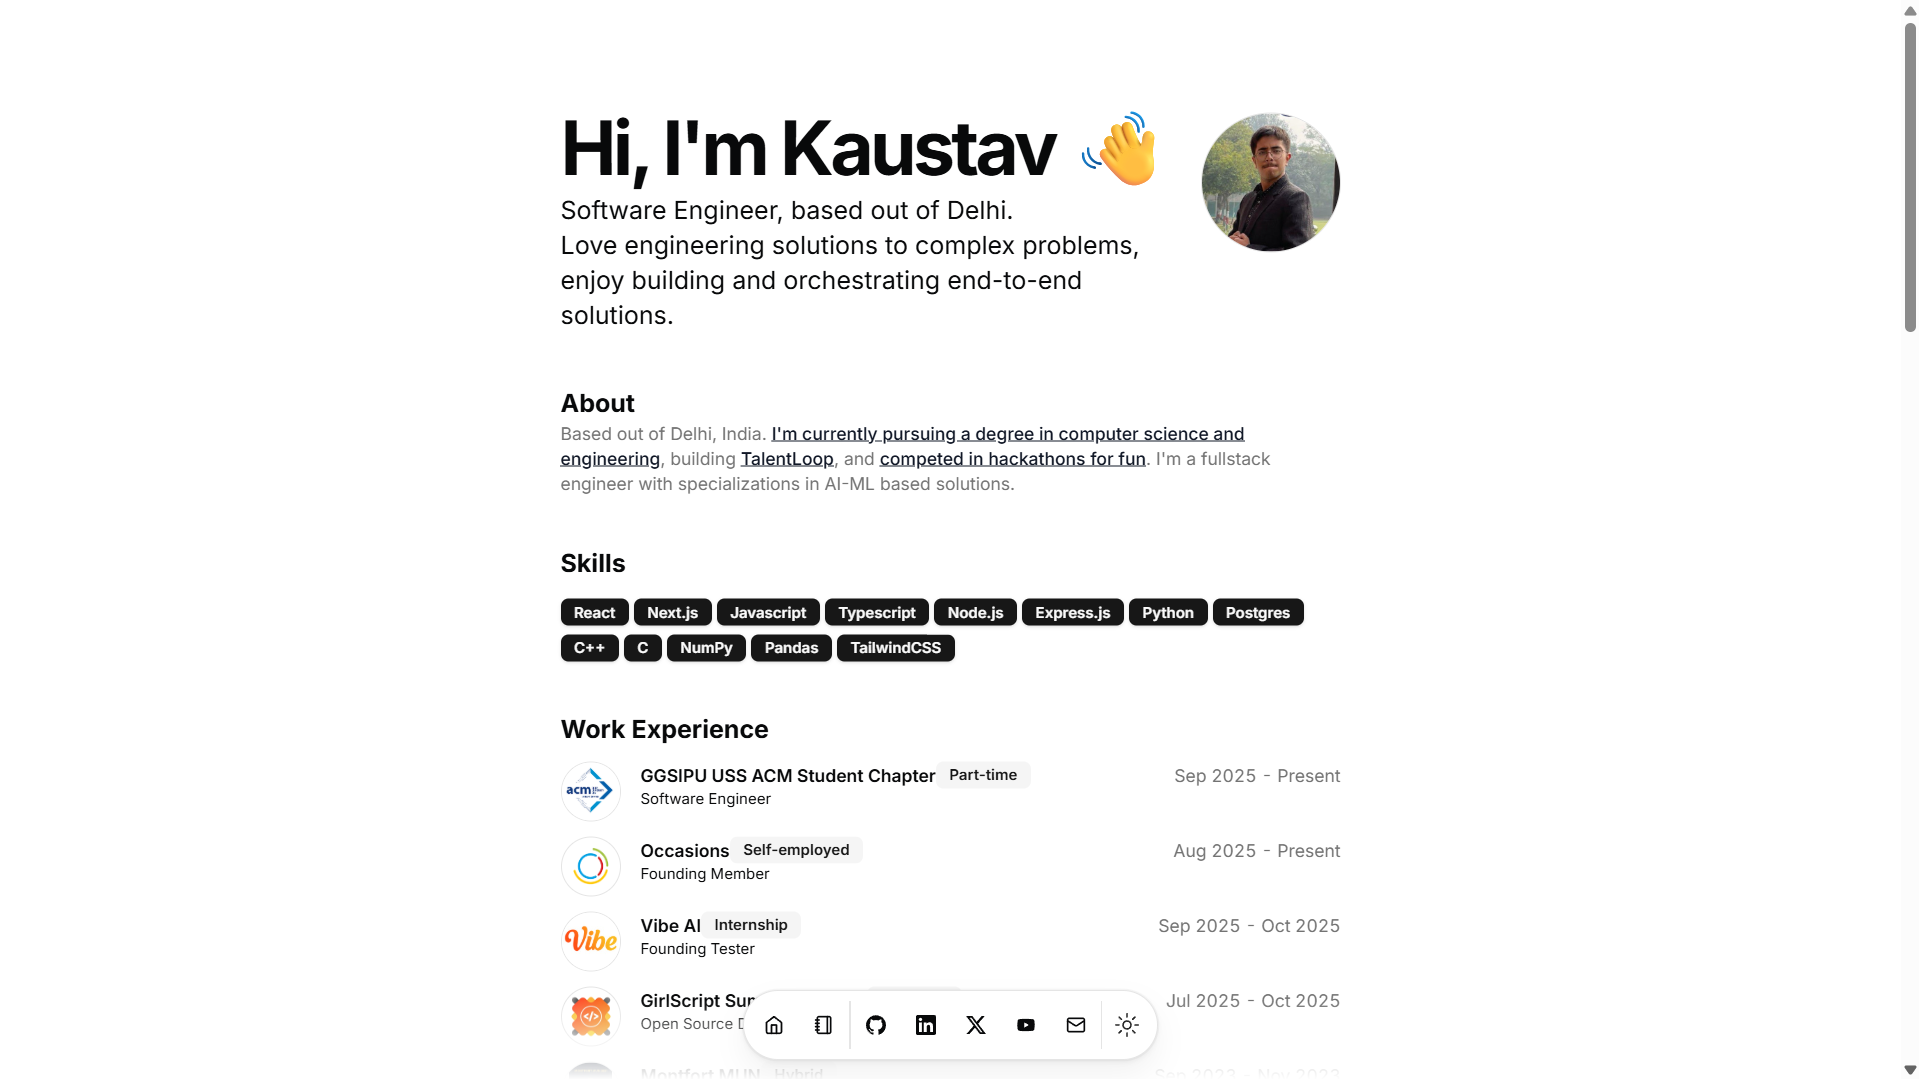 Hi, I'm Kaustav 👋
Software Engineer, based out of Delhi.
Love engineering solutions to complex problems,
enjoy building and orchestrating end-to-end
solutions.
About
Based out of Delhi, India. I'm currently pursuing a degree in computer science and
engineering, building TalentLoop, and competed in hackathons for fun. I'm a fullstack
engineer with specializations in AI-ML based solutions.
Skills
React Next.js Javascript Typescript Node.js Express.js Python Postgres
C++ C NumPy Pandas TailwindCSS
Work Experience
acm
GGSIPU USS ACM Student Chapter Part-time Sep 2025 - Present
Software Engineer
Occasions Self-employed Aug 2025 - Present
Founding Member
Vibe
Vibe AI Internship Sep 2025 - Oct 2025
Founding Tester
GirlScript Jul 2025 - Oct 2025
Open Source
Montfort MUN Hybrid Sep 2023 - Nov 2023